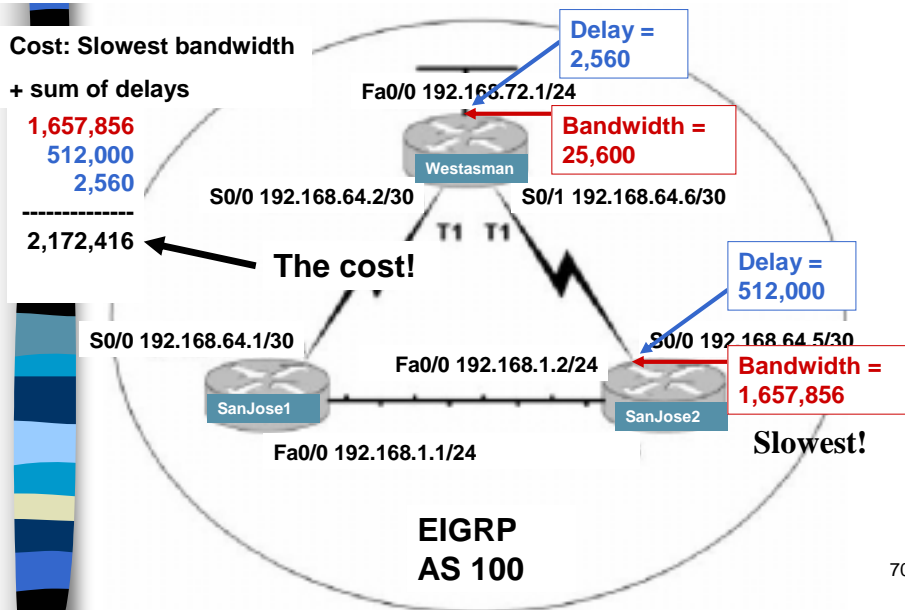 Cost: Slowest bandwidth
+ sum of delays
1,657,856
512,000
2,560
--------------
2,172,416
The cost!
Delay =
2,560
Fa0/0 192.168.72.1/24
Bandwidth =
25,600
Westasman
S0/0 192.168.64.2/30
S0/1 192.168.64.6/30
T1 T1
Delay =
512,000
S0/0 192.168.64.1/30
S0/0 192.168.64.5/30
Fa0/0 192.168.1.2/24
Bandwidth =
1,657,856
SanJose1
SanJose2
Slowest!
Fa0/0 192.168.1.1/24
EIGRP
AS 100
70